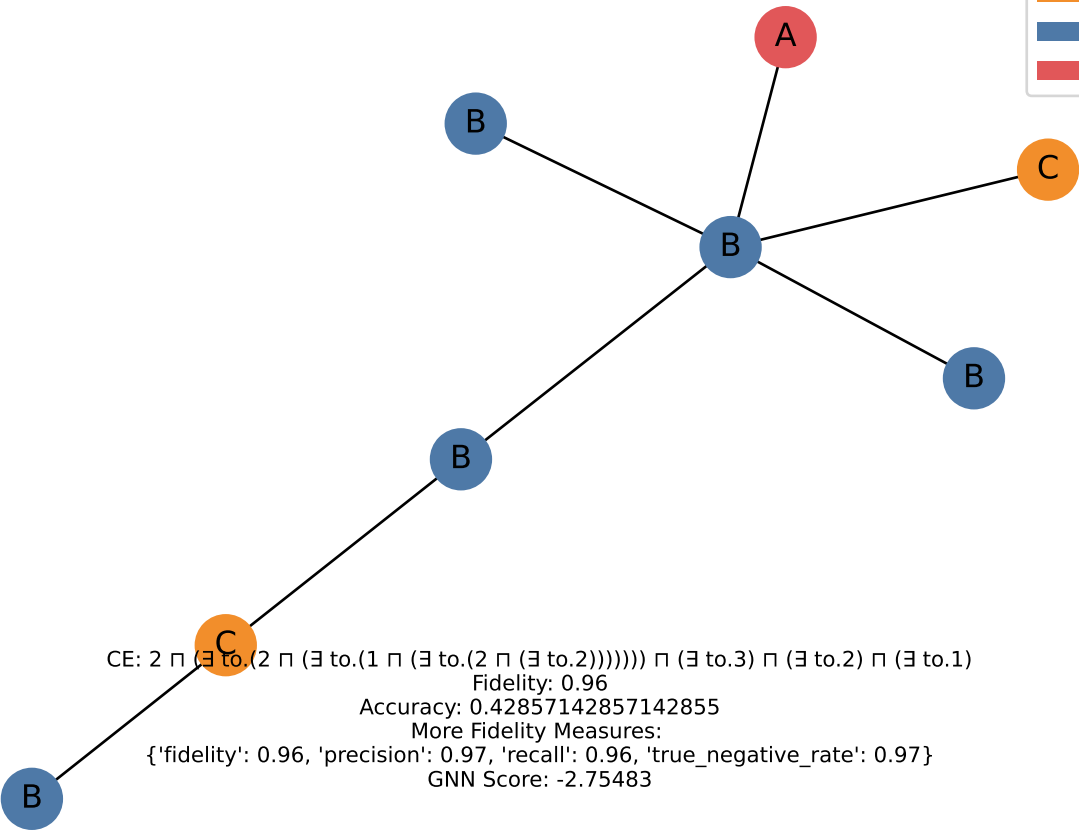 A
B
C
B
B
B
C
CE: 2 ⊓ (∃ to.(2 ⊓ (∃ to.(1 ⊓ (∃ to.(2 ⊓ (∃ to.2))))))) ⊓ (∃ to.3) ⊓ (∃ to.2) ⊓ (∃ to.1)
Fidelity: 0.96
Accuracy: 0.42857142857142855
More Fidelity Measures:
{'fidelity': 0.96, 'precision': 0.97, 'recall': 0.96, 'true_negative_rate': 0.97}
GNN Score: -2.75483
B